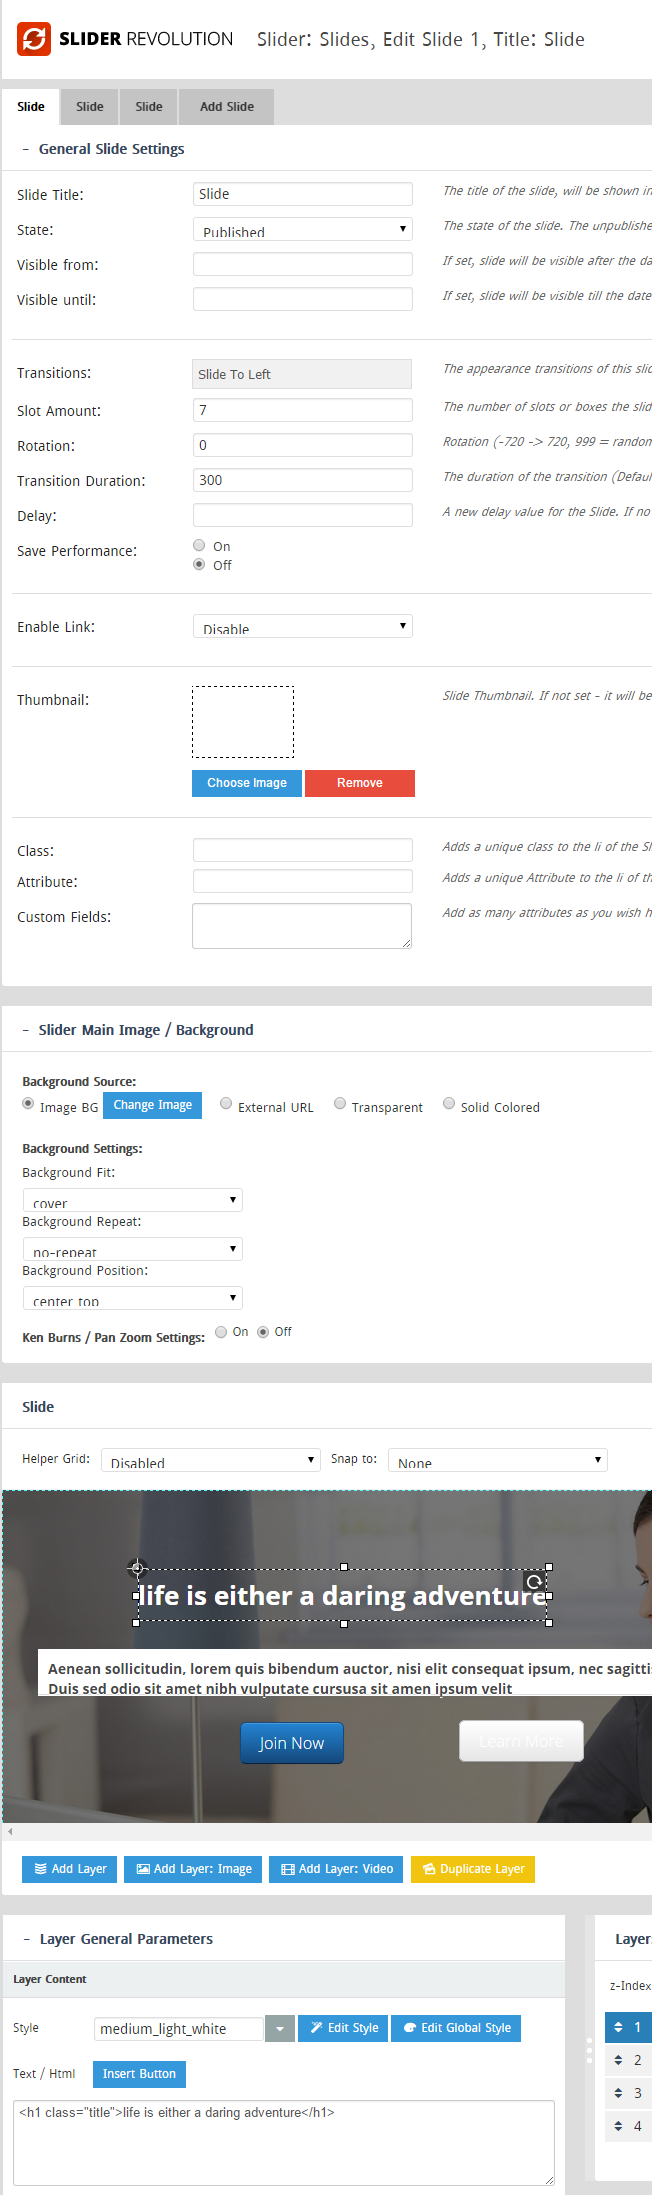 SLIDER REVOLUTION Slider: Slides, Edit Slide 1, Title: Slide
Slide Slide Slide Add Slide
- General Slide Settings
Slide Title: Slide The title of the slide, will be shown in
State: Published The state of the slide. The unpublishe
Visible from: If set, slide will be visible after the da
Visible until: If set, slide will be visible till the date
Transitions: Slide To Left The appearance transitions of this slid
Slot Amount: 7 The number of slots or boxes the slid
Rotation: 0 Rotation (-720 -> 720, 999 = random
Transition Duration: 300 The duration of the transition (Defaul
Delay: A new delay value for the Slide. If no
Save Performance: On
Off
Enable Link: Disable
Thumbnail: Slide Thumbnail. If not set - it will be
Choose Image Remove
Class: Adds a unique class to the li of the Sl
Attribute: Adds a unique Attribute to the li of th
Custom Fields: Add as many attributes as you wish h
- Slider Main Image / Background
Background Source:
Image BG Change Image External URL Transparent Solid Colored
Background Settings:
Background Fit:
cover
Background Repeat:
no-repeat
Background Position:
center top
Ken Burns / Pan Zoom Settings: On Off
Slide
Helper Grid: Disabled Snap to: None
life is either a daring adventure
Aenean sollicitudin, lorem quis bibendum auctor, nisi elit consequat ipsum, nec sagittis
Duis sed odio sit amet nibh vulputate cursusa sit amen ipsum velit
Join Now Learn More
Add Layer Add Layer: Image Add Layer: Video Duplicate Layer
- Layer General Parameters
Layer Content
Style medium_light_white Edit Style Edit Global Style
Text / Html Insert Button
<h1 class="title">life is either a daring adventure</h1>
Layer
z-Index
1
2
3
4